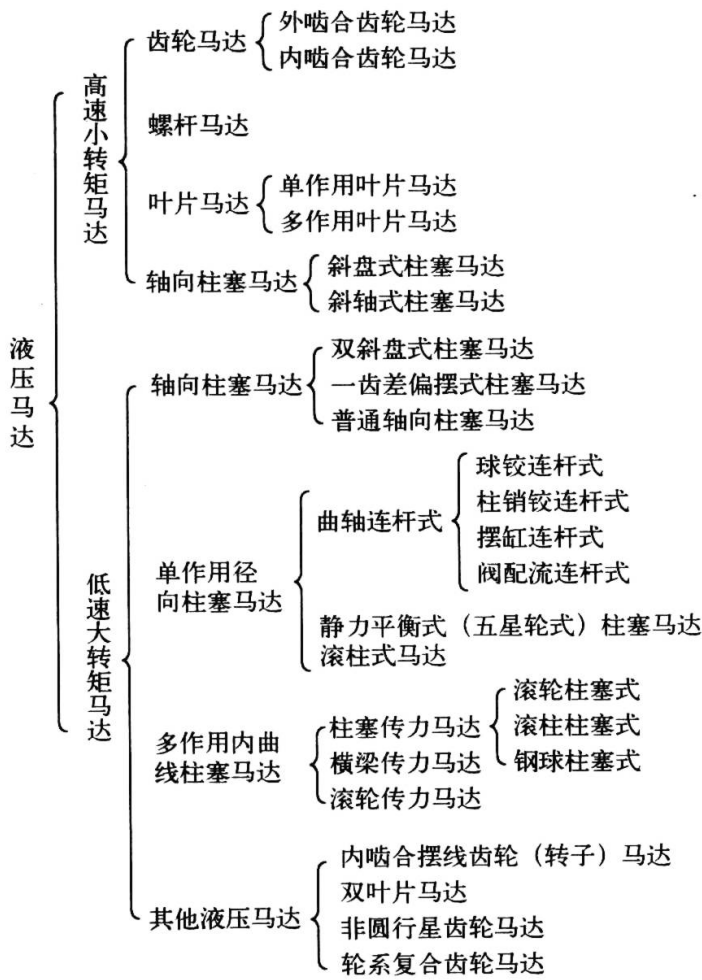 液压马达
高速小转矩马达
齿轮马达
外啮合齿轮马达
内啮合齿轮马达
螺杆马达
叶片马达
单作用叶片马达
多作用叶片马达
轴向柱塞马达
斜盘式柱塞马达
斜轴式柱塞马达
低速大转矩马达
轴向柱塞马达
双斜盘式柱塞马达
一齿差偏摆式柱塞马达
普通轴向柱塞马达
单作用径
向柱塞马达
曲轴连杆式
球铰连杆式
柱销铰连杆式
摆缸连杆式
阀配流连杆式
静力平衡式（五星轮式）柱塞马达
滚柱式马达
多作用内曲
线柱塞马达
柱塞传力马达
滚轮柱塞式
滚柱柱塞式
钢球柱塞式
横梁传力马达
滚轮传力马达
其他液压马达
内啮合摆线齿轮（转子）马达
双叶片马达
非圆行星齿轮马达
轮系复合齿轮马达